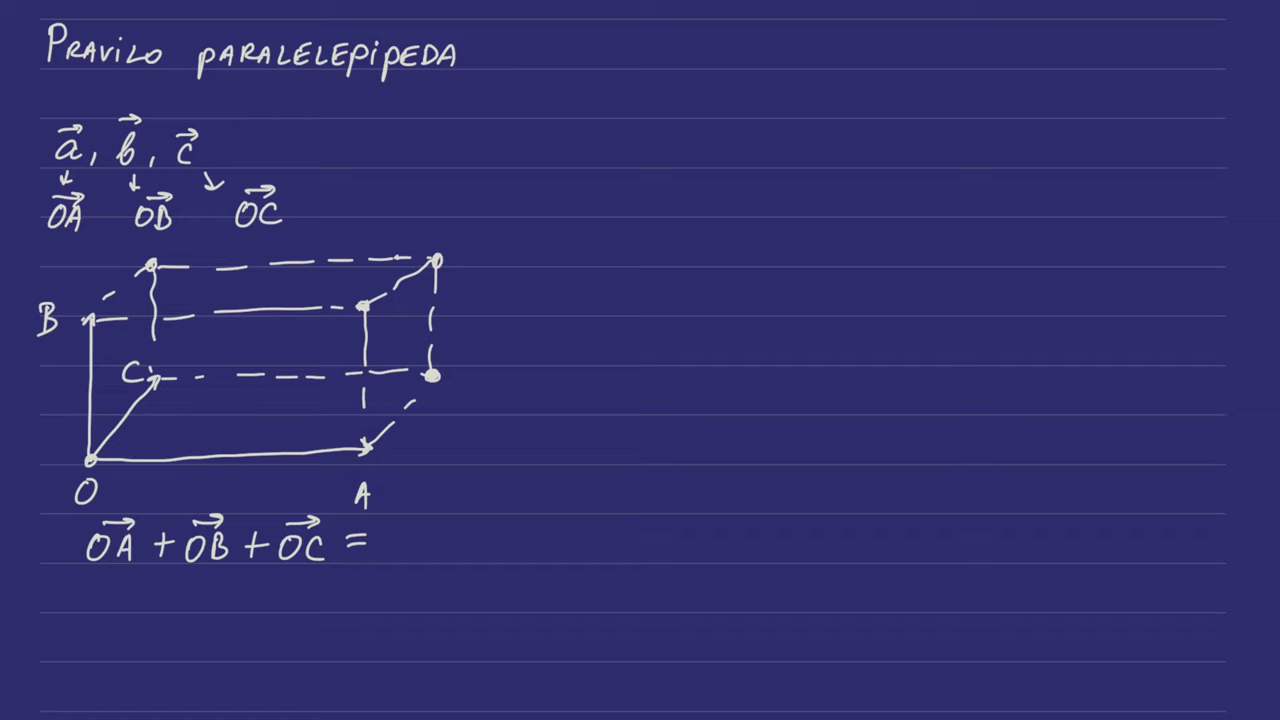 Pravilo paralelepipeda
a⃗, b⃗, c⃗
OA⃗ OB⃗ OC⃗
B
C
O A
OA⃗ + OB⃗ + OC⃗ =